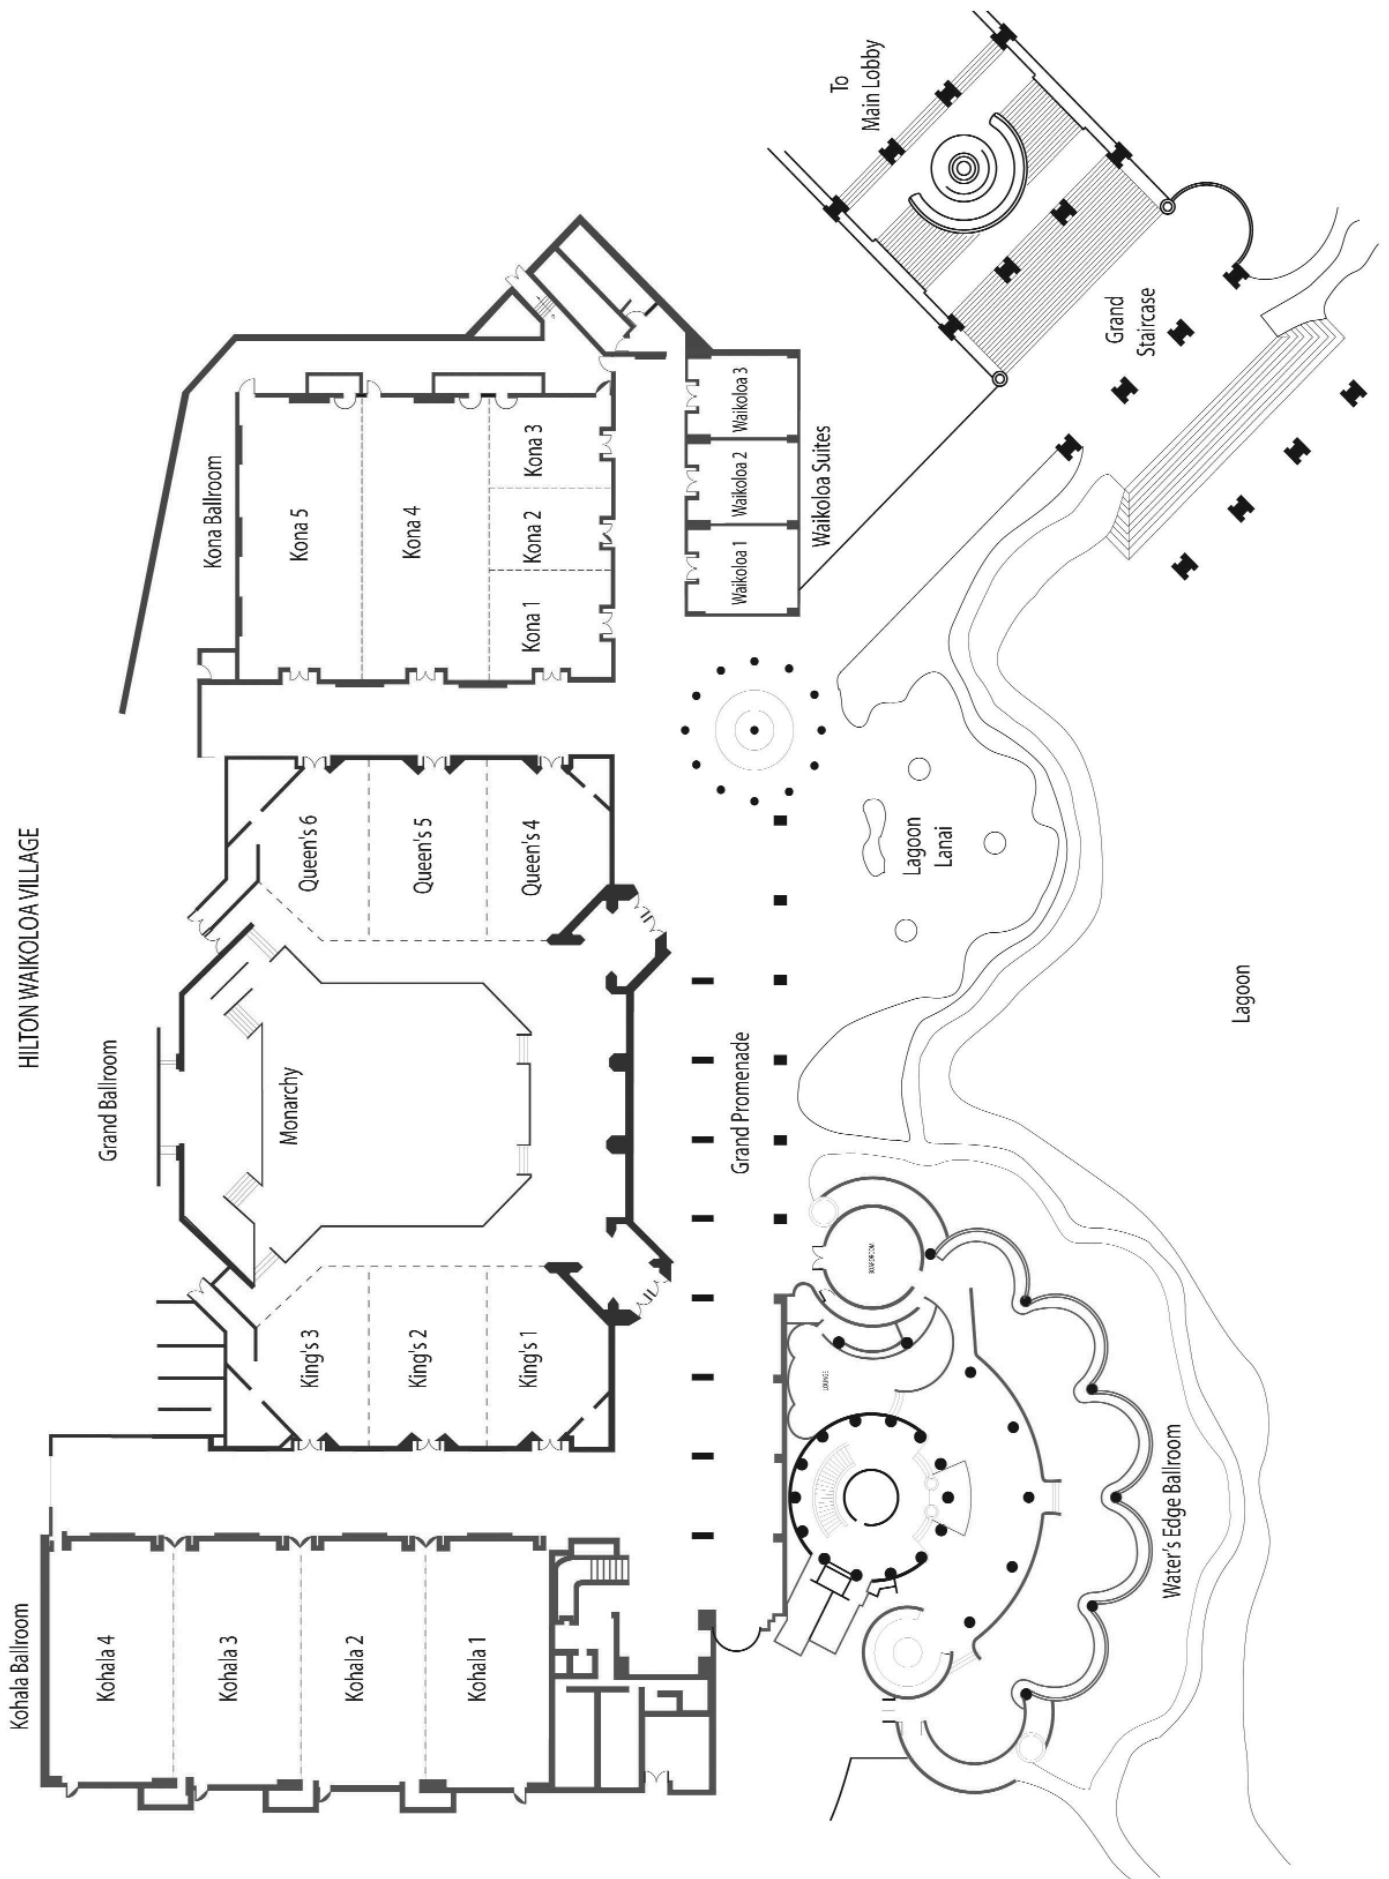 HILTON WAIKOLOA VILLAGE
Kohala Ballroom
Kohala 4
Kohala 3
Kohala 2
Kohala 1
Grand Ballroom
King's 3
King's 2
King's 1
Monarchy
Queen's 6
Queen's 5
Queen's 4
Kona Ballroom
Kona 5
Kona 4
Kona 1
Kona 2
Kona 3
Grand Promenade
Waikoloa 1
Waikoloa 2
Waikoloa 3
Waikoloa Suites
To
Main Lobby
Grand
Staircase
Lagoon
Lanai
LOUNGE
BOARDROOM
Water's Edge Ballroom
Lagoon